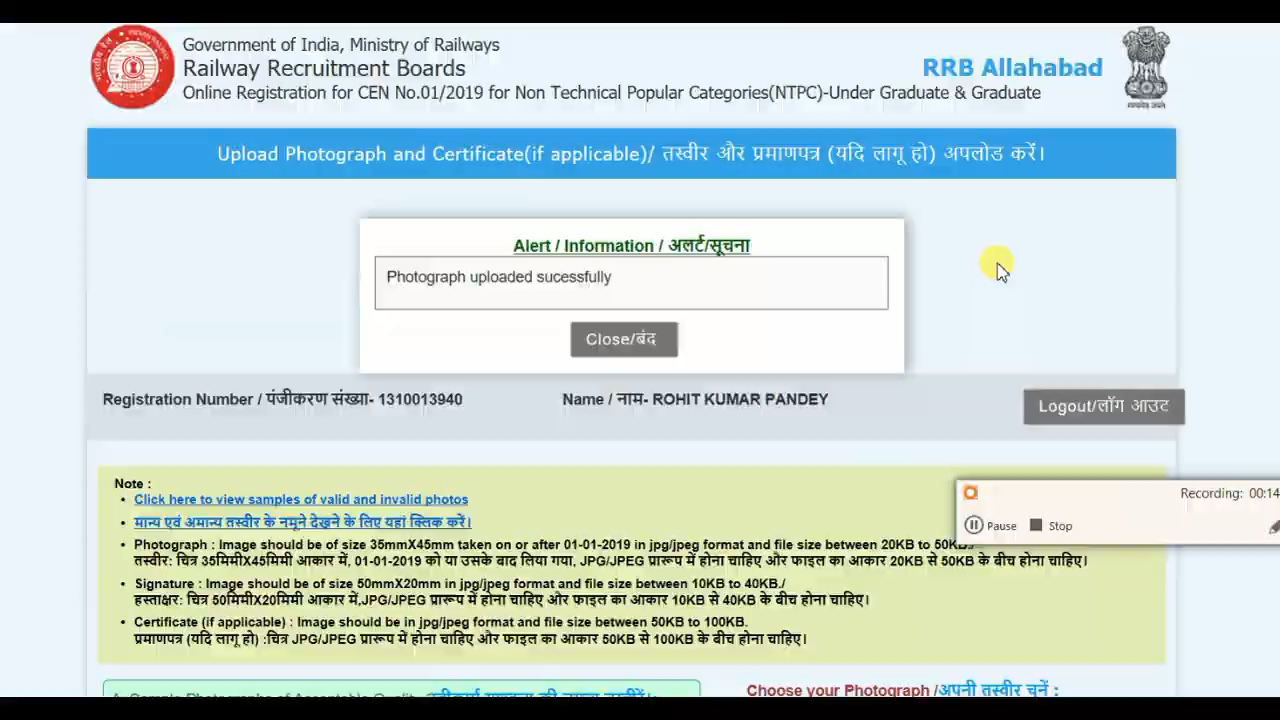 Government of India, Ministry of Railways
Railway Recruitment Boards
RRB Allahabad
Online Registration for CEN No.01/2019 for Non Technical Popular Categories(NTPC)-Under Graduate & Graduate
Upload Photograph and Certificate(if applicable)/ तस्वीर और प्रमाणपत्र (यदि लागू हो) अपलोड करें।
Alert / Information / अलर्ट/सूचना
Photograph uploaded sucessfully
Close/बंद
Registration Number / पंजीकरण संख्या- 1310013940
Name / नाम- ROHIT KUMAR PANDEY
Logout/लॉग आउट
Note :
Click here to view samples of valid and invalid photos
मान्य एवं अमान्य तस्वीर के नमूने देखने के लिए यहां क्लिक करें।
Photograph : Image should be of size 35mmX45mm taken on or after 01-01-2019 in jpg/jpeg format and file size between 20KB to 50KB./
तस्वीर: चित्र 35मिमीX45मिमी आकार में, 01-01-2019 को या उसके बाद लिया गया, JPG/JPEG प्रारूप में होना चाहिए और फाइल का आकार 20KB से 50KB के बीच होना चाहिए।
Signature : Image should be of size 50mmX20mm in jpg/jpeg format and file size between 10KB to 40KB./
हस्ताक्षर: चित्र 50मिमीX20मिमी आकार में,JPG/JPEG प्रारूप में होना चाहिए और फाइल का आकार 10KB से 40KB के बीच होना चाहिए।
Certificate (if applicable) : Image should be in jpg/jpeg format and file size between 50KB to 100KB.
प्रमाणपत्र (यदि लागू हो) :चित्र JPG/JPEG प्रारूप में होना चाहिए और फाइल का आकार 50KB से 100KB के बीच होना चाहिए।
Recording: 00:14
Pause
Stop
Choose your Photograph /अपनी तस्वीर चुनें :